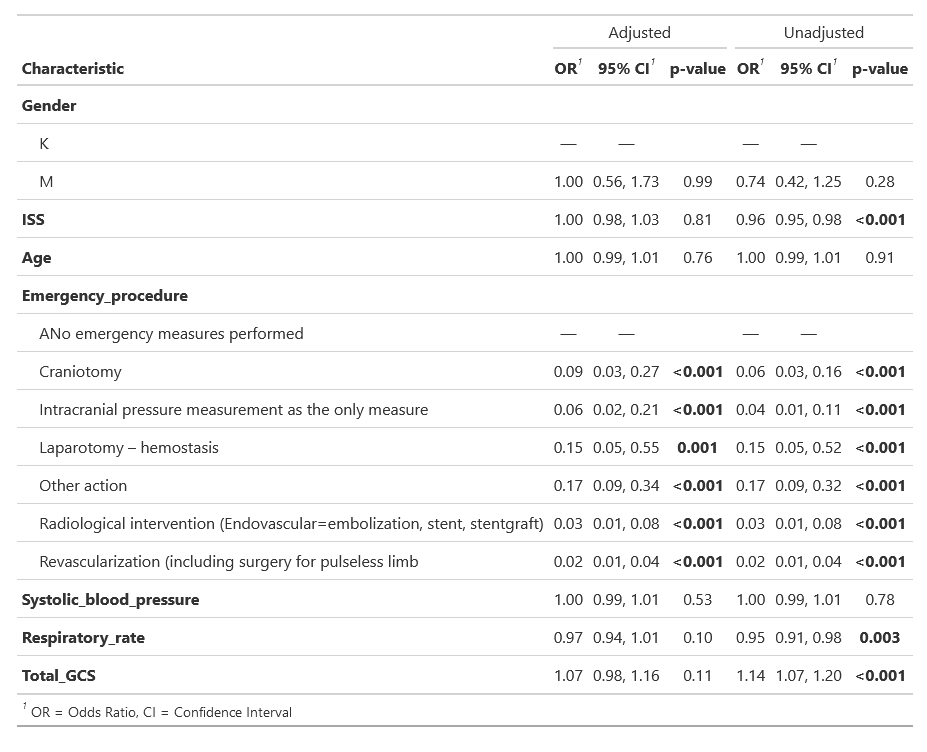 Adjusted Unadjusted
Characteristic OR1 95% CI1 p-value OR1 95% CI1 p-value
Gender
K — — — —
M 1.00 0.56, 1.73 0.99 0.74 0.42, 1.25 0.28
ISS 1.00 0.98, 1.03 0.81 0.96 0.95, 0.98 <0.001
Age 1.00 0.99, 1.01 0.76 1.00 0.99, 1.01 0.91
Emergency_procedure
ANo emergency measures performed — — — —
Craniotomy 0.09 0.03, 0.27 <0.001 0.06 0.03, 0.16 <0.001
Intracranial pressure measurement as the only measure 0.06 0.02, 0.21 <0.001 0.04 0.01, 0.11 <0.001
Laparotomy – hemostasis 0.15 0.05, 0.55 0.001 0.15 0.05, 0.52 <0.001
Other action 0.17 0.09, 0.34 <0.001 0.17 0.09, 0.32 <0.001
Radiological intervention (Endovascular=embolization, stent, stentgraft) 0.03 0.01, 0.08 <0.001 0.03 0.01, 0.08 <0.001
Revascularization (including surgery for pulseless limb 0.02 0.01, 0.04 <0.001 0.02 0.01, 0.04 <0.001
Systolic_blood_pressure 1.00 0.99, 1.01 0.53 1.00 0.99, 1.01 0.78
Respiratory_rate 0.97 0.94, 1.01 0.10 0.95 0.91, 0.98 0.003
Total_GCS 1.07 0.98, 1.16 0.11 1.14 1.07, 1.20 <0.001
1 OR = Odds Ratio, CI = Confidence Interval